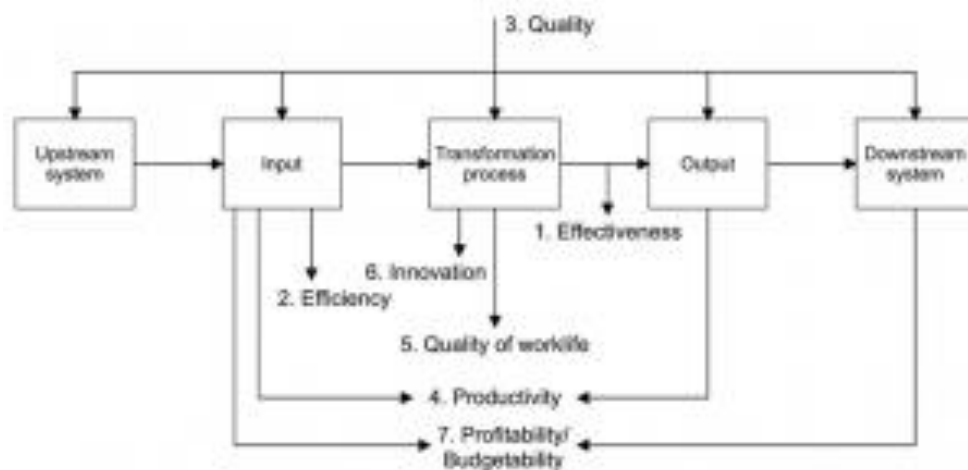 3. Quality
Upstream
system
Input
Transformation
process
Output
Downstream
system
1. Effectiveness
6. Innovation
2. Efficiency
5. Quality of worklife
4. Productivity
7. Profitability/
Budgetability